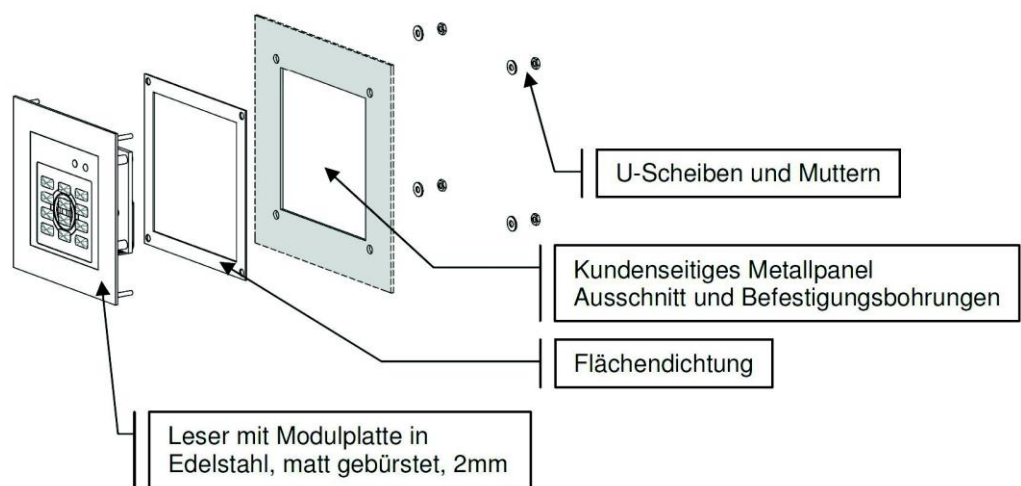 U-Scheiben und Muttern
Kundenseitiges Metallpanel
Ausschnitt und Befestigungsbohrungen
Flächendichtung
Leser mit Modulplatte in
Edelstahl, matt gebürstet, 2mm